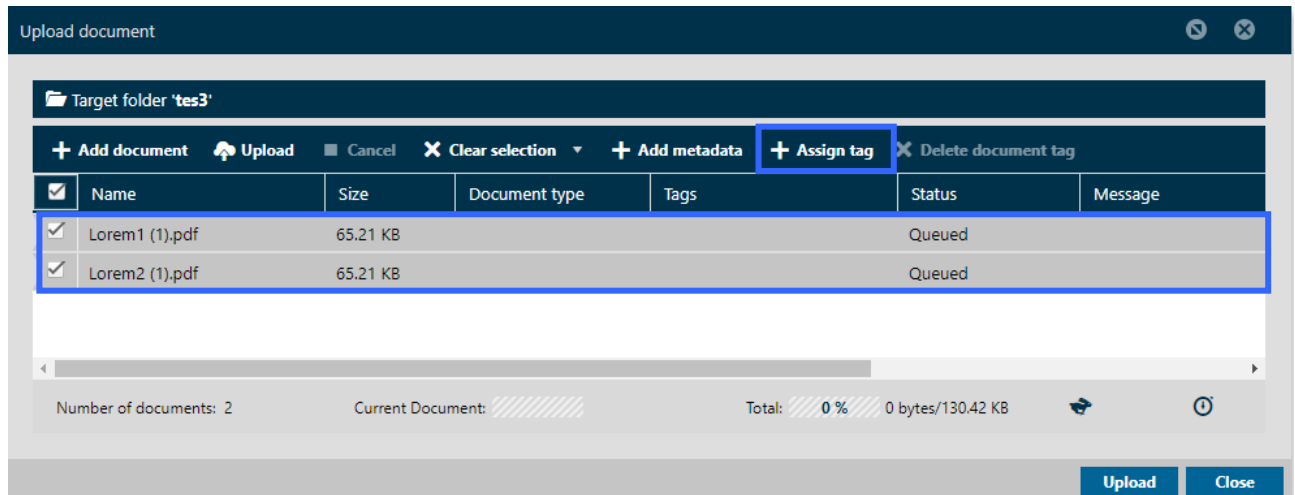 Upload document
Target folder 'tes3'
Add document Upload Cancel Clear selection Add metadata Assign tag Delete document tag
Name Size Document type Tags Status Message
Lorem1 (1).pdf 65.21 KB Queued
Lorem2 (1).pdf 65.21 KB Queued
Number of documents: 2 Current Document: Total: 0 % 0 bytes/130.42 KB
Upload Close